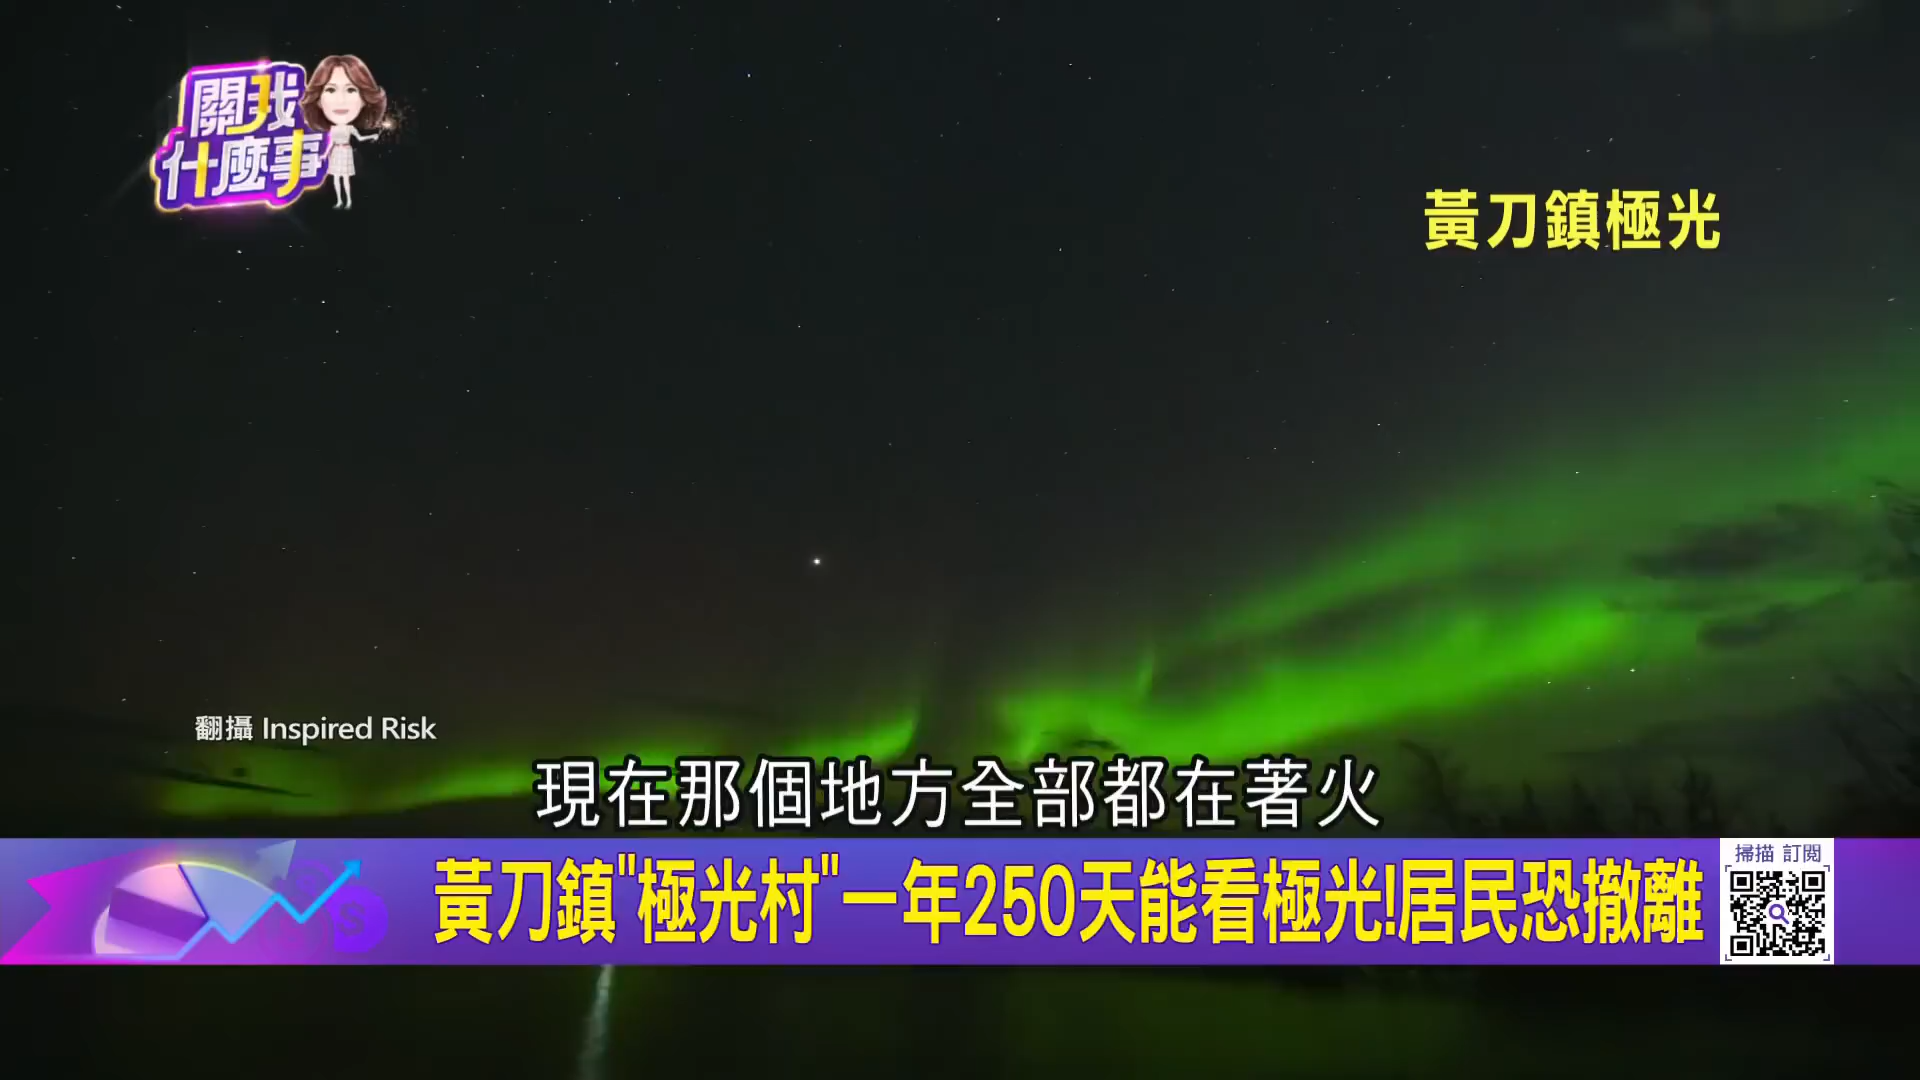 關我
什麼事
黃刀鎮極光
翻攝 Inspired Risk
現在那個地方全部都在著火
黃刀鎮"極光村"一年250天能看極光!居民恐撤離
掃描 訂閱